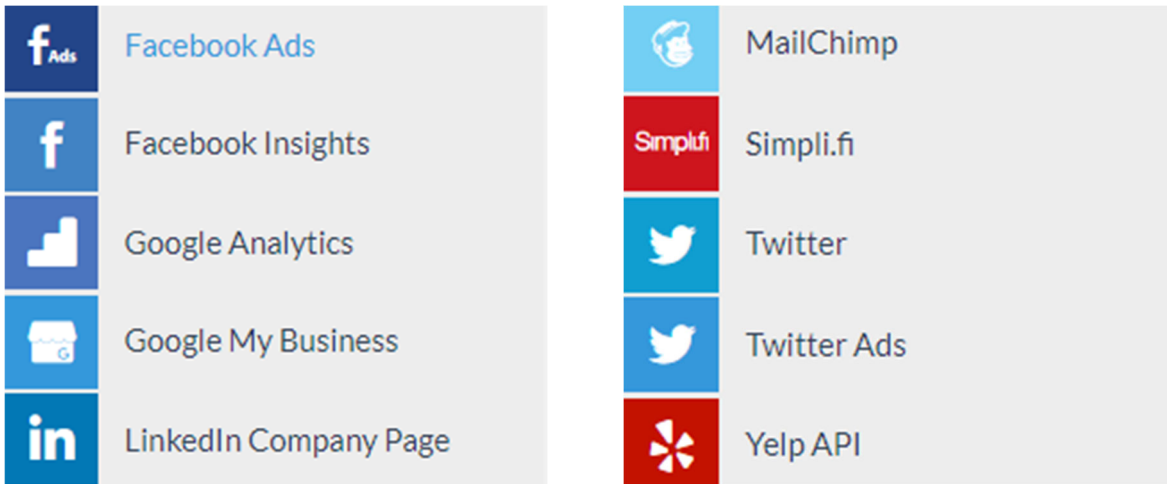 f Ads
Facebook Ads
f
Facebook Insights
Google Analytics
G
Google My Business
in
LinkedIn Company Page
MailChimp
Simpli.fi
Simpli.fi
Twitter
Twitter Ads
Yelp API